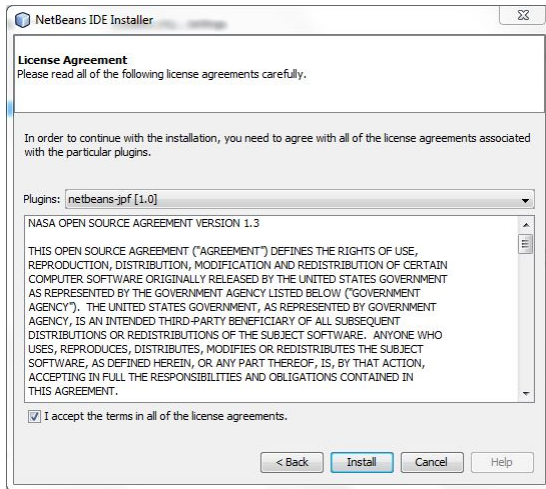 NetBeans IDE Installer
License Agreement
Please read all of the following license agreements carefully.
In order to continue with the installation, you need to agree with all of the license agreements associated
with the particular plugins.
Plugins: netbeans-jpf [1.0]
NASA OPEN SOURCE AGREEMENT VERSION 1.3
THIS OPEN SOURCE AGREEMENT ("AGREEMENT") DEFINES THE RIGHTS OF USE,
REPRODUCTION, DISTRIBUTION, MODIFICATION AND REDISTRIBUTION OF CERTAIN
COMPUTER SOFTWARE ORIGINALLY RELEASED BY THE UNITED STATES GOVERNMENT
AS REPRESENTED BY THE GOVERNMENT AGENCY LISTED BELOW ("GOVERNMENT
AGENCY"). THE UNITED STATES GOVERNMENT, AS REPRESENTED BY GOVERNMENT
AGENCY, IS AN INTENDED THIRD-PARTY BENEFICIARY OF ALL SUBSEQUENT
DISTRIBUTIONS OR REDISTRIBUTIONS OF THE SUBJECT SOFTWARE. ANYONE WHO
USES, REPRODUCES, DISTRIBUTES, MODIFIES OR REDISTRIBUTES THE SUBJECT
SOFTWARE, AS DEFINED HEREIN, OR ANY PART THEREOF, IS, BY THAT ACTION,
ACCEPTING IN FULL THE RESPONSIBILITIES AND OBLIGATIONS CONTAINED IN
THIS AGREEMENT.
I accept the terms in all of the license agreements.
< Back Install Cancel Help